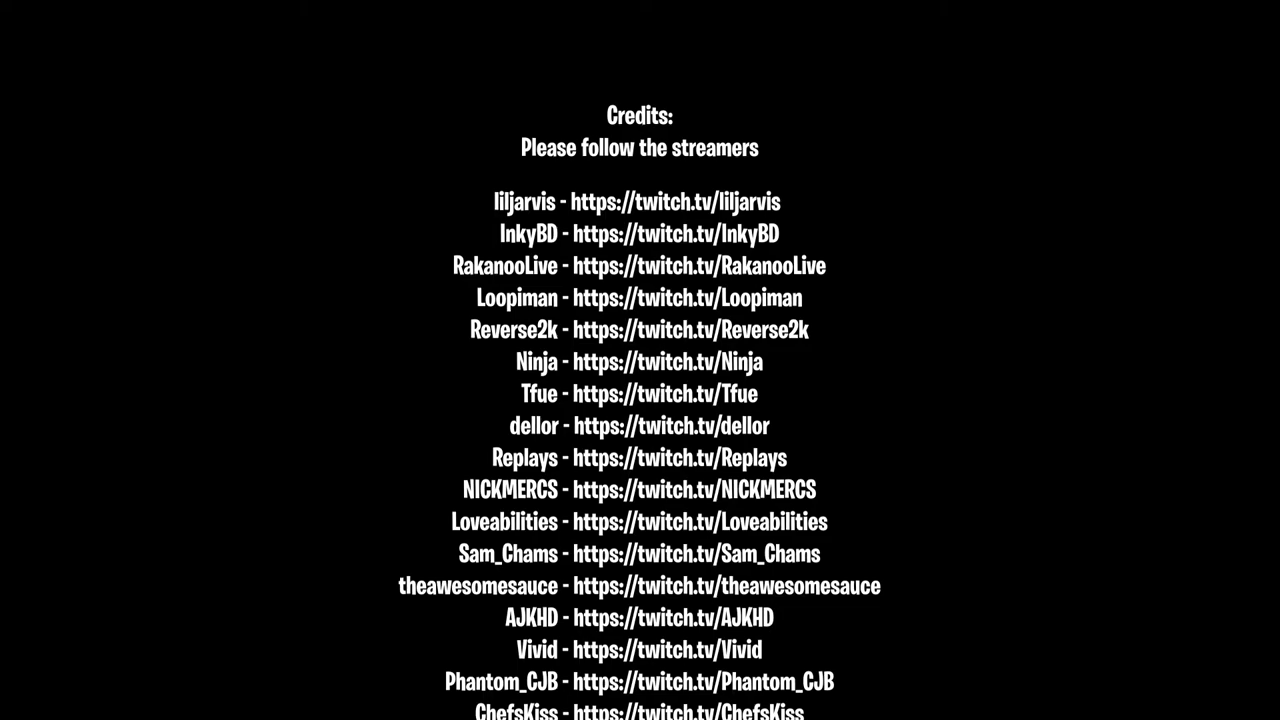 Credits:
Please follow the streamers
liljarvis - https://twitch.tv/liljarvis
InkyBD - https://twitch.tv/InkyBD
RakanooLive - https://twitch.tv/RakanooLive
Loopiman - https://twitch.tv/Loopiman
Reverse2k - https://twitch.tv/Reverse2k
Ninja - https://twitch.tv/Ninja
Tfue - https://twitch.tv/Tfue
dellor - https://twitch.tv/dellor
Replays - https://twitch.tv/Replays
NICKMERCS - https://twitch.tv/NICKMERCS
Loveabilities - https://twitch.tv/Loveabilities
Sam_Chams - https://twitch.tv/Sam_Chams
theawesomesauce - https://twitch.tv/theawesomesauce
AJKHD - https://twitch.tv/AJKHD
Vivid - https://twitch.tv/Vivid
Phantom_CJB - https://twitch.tv/Phantom_CJB
ChefsKiss - https://twitch.tv/ChefsKiss